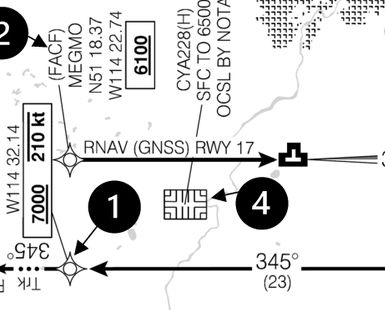 2
(FACF)
MEGMO
N51 18.37
W114 22.74
6100
CYA228(H)
SFC TO 6500
OCSL BY NOTA
RNAV (GNSS) RWY 17
W114 32.14
7000 210 kt
1
4
345°
Trk
345°
(23)